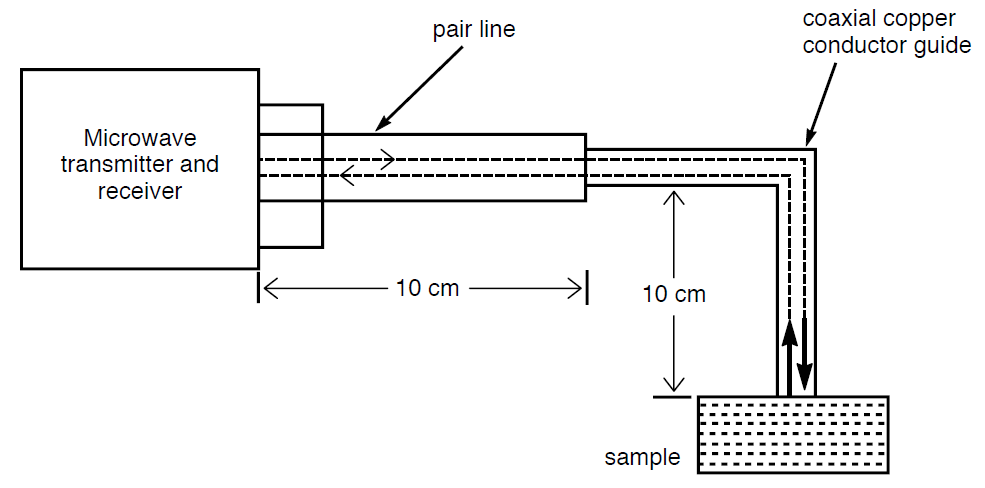 coaxial copper
conductor guide
pair line
Microwave
transmitter and
receiver
10 cm
10 cm
sample